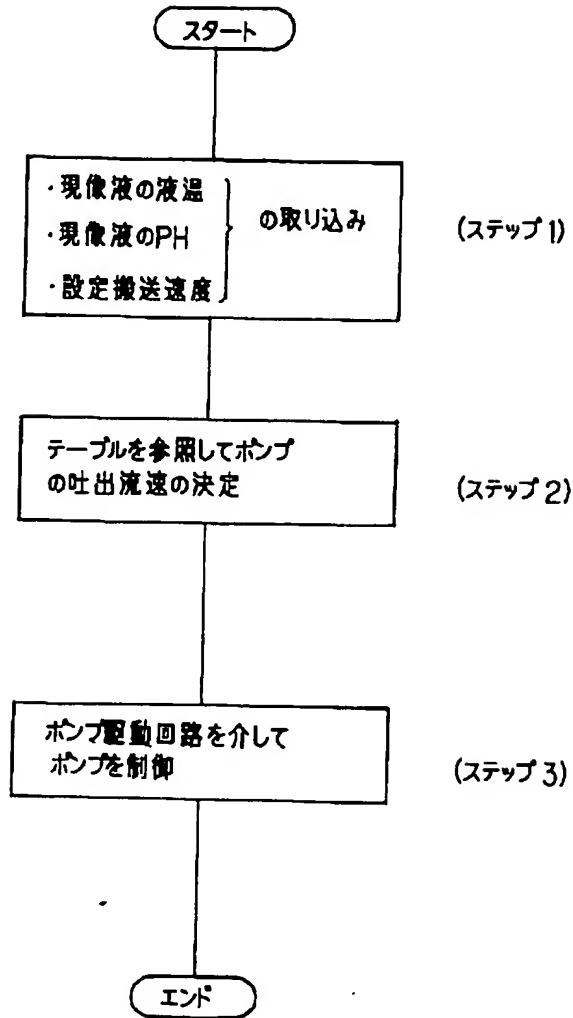 スタート
・現像液の液温
・現像液のPH
・設定搬送速度
の取り込み
(ステップ1)
テーブルを参照してポンプ
の吐出流速の決定
(ステップ2)
ポンプ駆動回路を介して
ポンプを制御
(ステップ3)
エンド